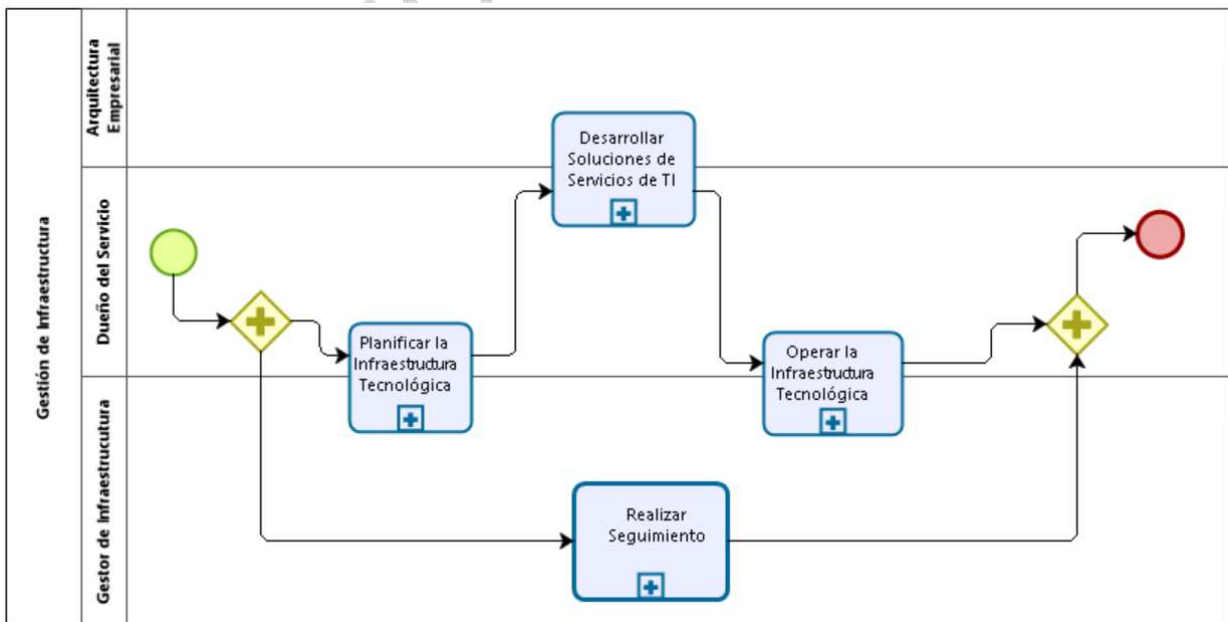 Gestión de Infraestructura
Arquitectura
Empresarial
Desarrollar
Soluciones de
Servicios de TI
Dueño del Servicio
Planificar la
Infraestructura
Tecnológica
Operar la
Infraestructura
Tecnológica
Gestor de Infraestrucutura
Realizar
Seguimiento